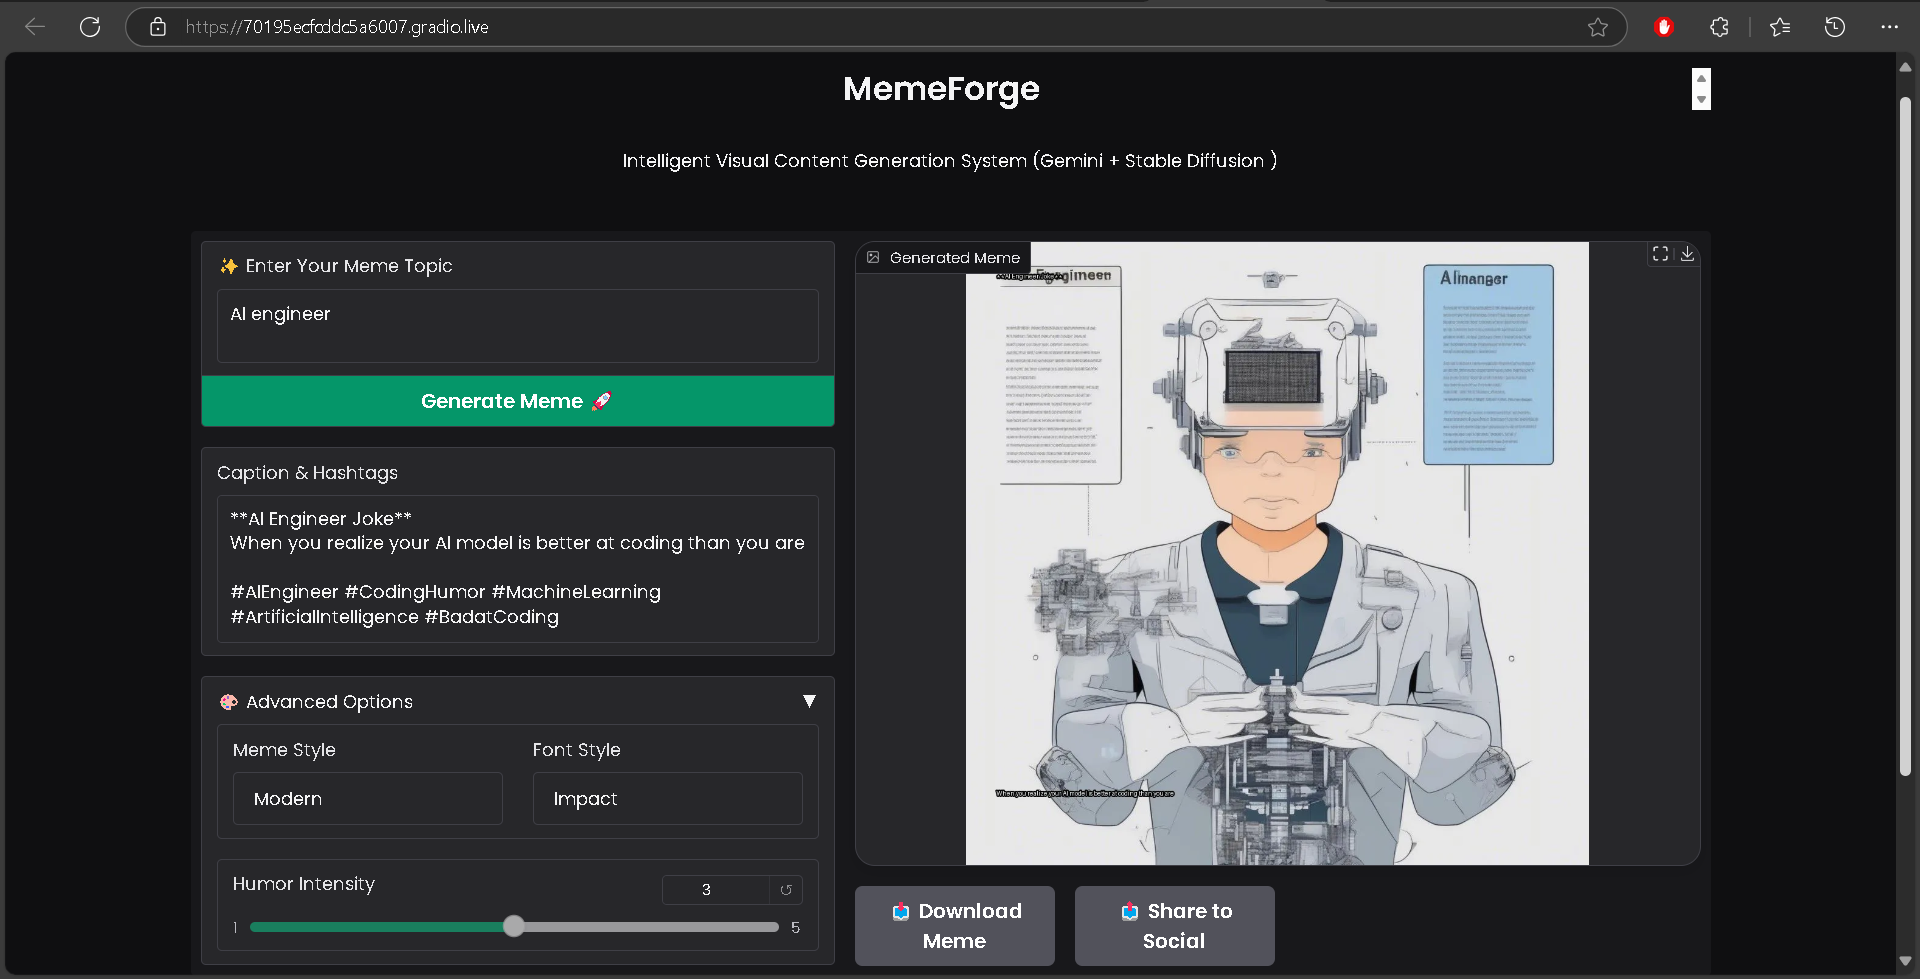 https://70195ecfcddc5a6007.gradio.live
MemeForge
Intelligent Visual Content Generation System (Gemini + Stable Diffusion )
✨ Enter Your Meme Topic
AI engineer
Generate Meme 🚀
Caption & Hashtags
**AI Engineer Joke**
When you realize your AI model is better at coding than you are
#AIEngineer #CodingHumor #MachineLearning
#ArtificialIntelligence #BadatCoding
🎨 Advanced Options ▼
Meme Style
Font Style
Modern
Impact
Humor Intensity
3
1
5
Generated Meme
**AI Engineer Joke**
AImanger
When you realize your AI model is better at coding than you are
📤 Download
Meme
📤 Share to
Social